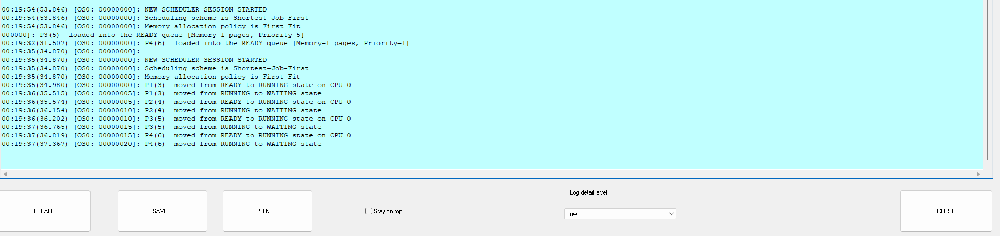 00:19:54(53.846) [OS0: 00000000]: NEW SCHEDULER SESSION STARTED
00:19:54(53.846) [OS0: 00000000]: Scheduling scheme is Shortest-Job-First
00:19:54(53.846) [OS0: 00000000]: Memory allocation policy is First Fit
000000]: P3(5)  loaded into the READY queue [Memory=1 pages, Priority=5]
00:19:32(31.507) [OS0: 00000000]: P4(6)  loaded into the READY queue [Memory=1 pages, Priority=1]
00:19:35(34.870) [OS0: 00000000]:
00:19:35(34.870) [OS0: 00000000]: NEW SCHEDULER SESSION STARTED
00:19:35(34.870) [OS0: 00000000]: Scheduling scheme is Shortest-Job-First
00:19:35(34.870) [OS0: 00000000]: Memory allocation policy is First Fit
00:19:35(34.980) [OS0: 00000000]: P1(3)  moved from READY to RUNNING state on CPU 0
00:19:36(35.515) [OS0: 00000005]: P1(3)  moved from RUNNING to WAITING state
00:19:36(35.574) [OS0: 00000005]: P2(4)  moved from READY to RUNNING state on CPU 0
00:19:36(36.154) [OS0: 00000010]: P2(4)  moved from RUNNING to WAITING state
00:19:36(36.202) [OS0: 00000010]: P3(5)  moved from READY to RUNNING state on CPU 0
00:19:37(36.765) [OS0: 00000015]: P3(5)  moved from RUNNING to WAITING state
00:19:37(36.819) [OS0: 00000015]: P4(6)  moved from READY to RUNNING state on CPU 0
00:19:37(37.367) [OS0: 00000020]: P4(6)  moved from RUNNING to WAITING state
CLEAR
SAVE...
PRINT...
Stay on top
Log detail level
Low
CLOSE